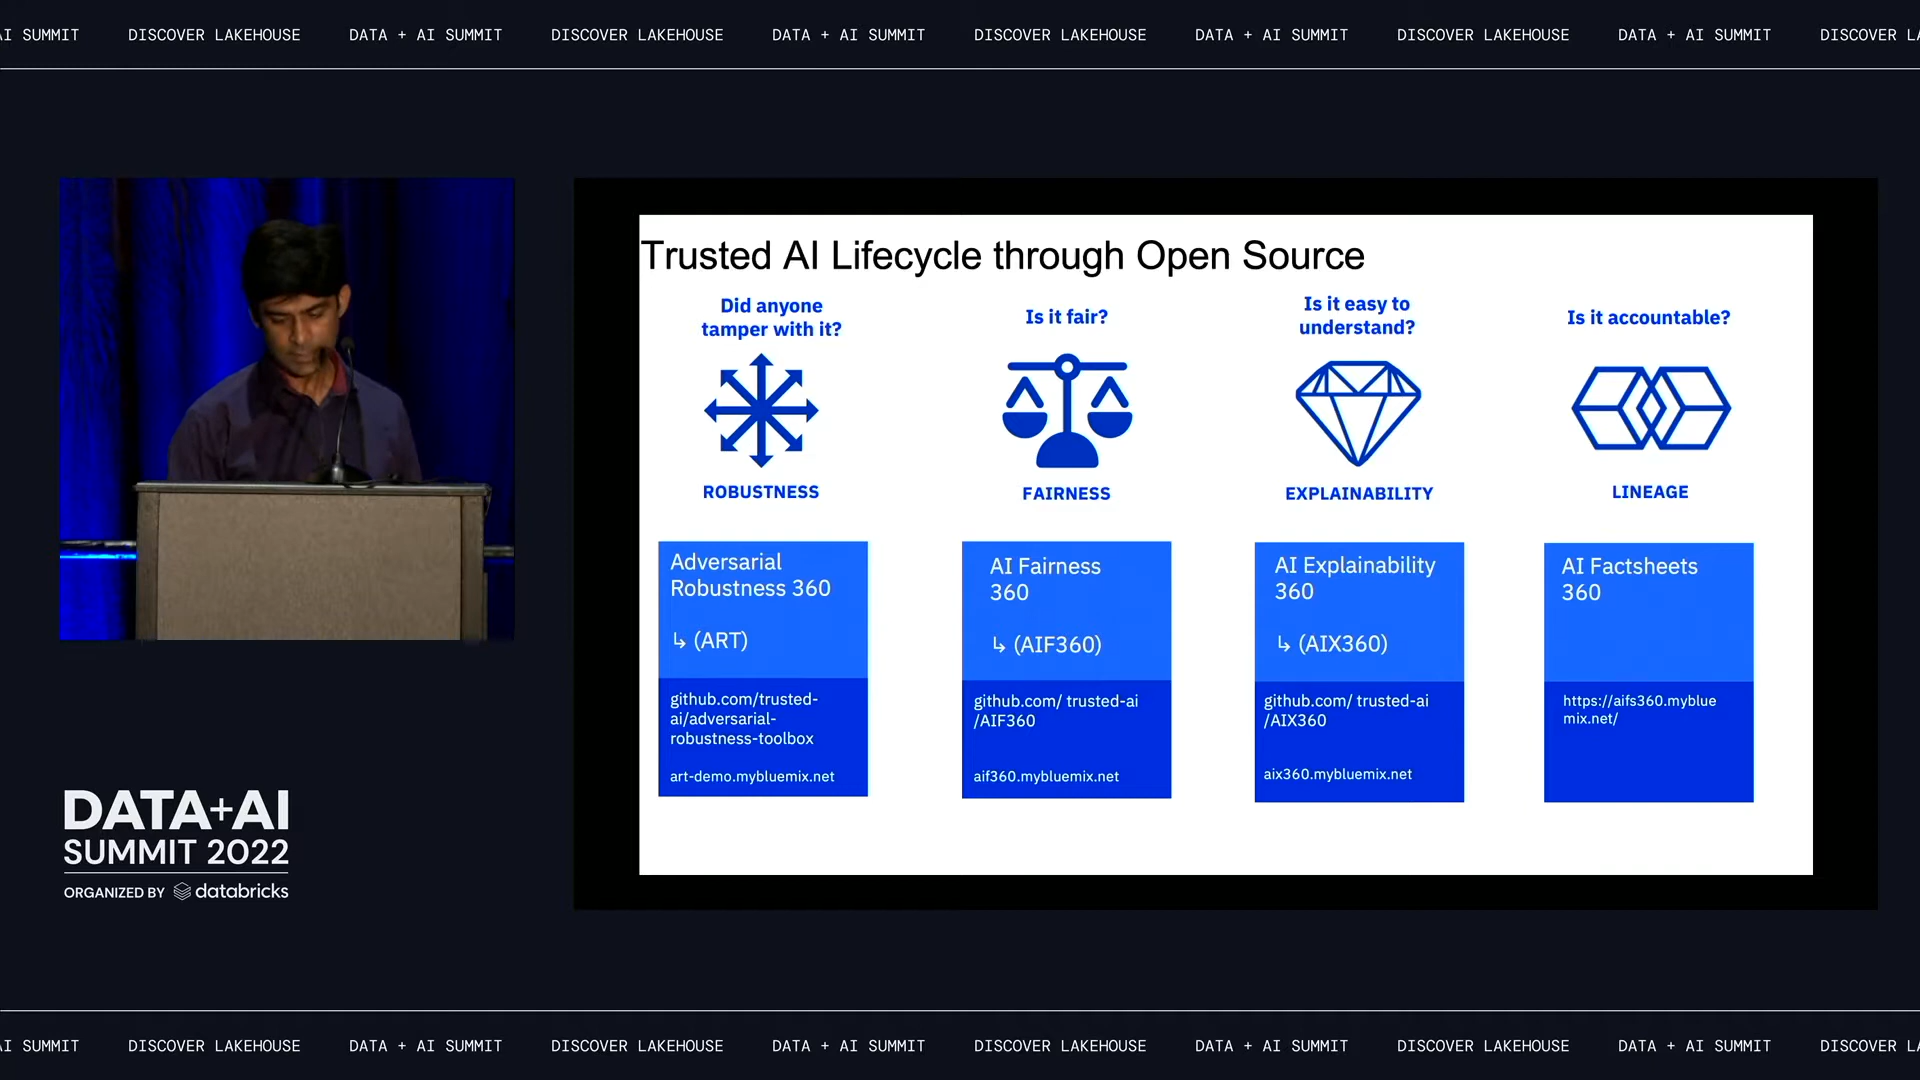 AI SUMMIT DISCOVER LAKEHOUSE DATA + AI SUMMIT DISCOVER LAKEHOUSE DATA + AI SUMMIT DISCOVER LAKEHOUSE DATA + AI SUMMIT DISCOVER LAKEHOUSE DATA + AI SUMMIT DISCOVER LA
Trusted AI Lifecycle through Open Source
Did anyone
tamper with it?
ROBUSTNESS
Adversarial
Robustness 360
↳ (ART)
github.com/trusted-
ai/adversarial-
robustness-toolbox
art-demo.mybluemix.net
Is it fair?
FAIRNESS
AI Fairness
360
↳ (AIF360)
github.com/ trusted-ai
/AIF360
aif360.mybluemix.net
Is it easy to
understand?
EXPLAINABILITY
AI Explainability
360
↳ (AIX360)
github.com/ trusted-ai
/AIX360
aix360.mybluemix.net
Is it accountable?
LINEAGE
AI Factsheets
360
https://aifs360.myblue
mix.net/
DATA+AI
SUMMIT 2022
ORGANIZED BY databricks
AI SUMMIT DISCOVER LAKEHOUSE DATA + AI SUMMIT DISCOVER LAKEHOUSE DATA + AI SUMMIT DISCOVER LAKEHOUSE DATA + AI SUMMIT DISCOVER LAKEHOUSE DATA + AI SUMMIT DISCOVER LA